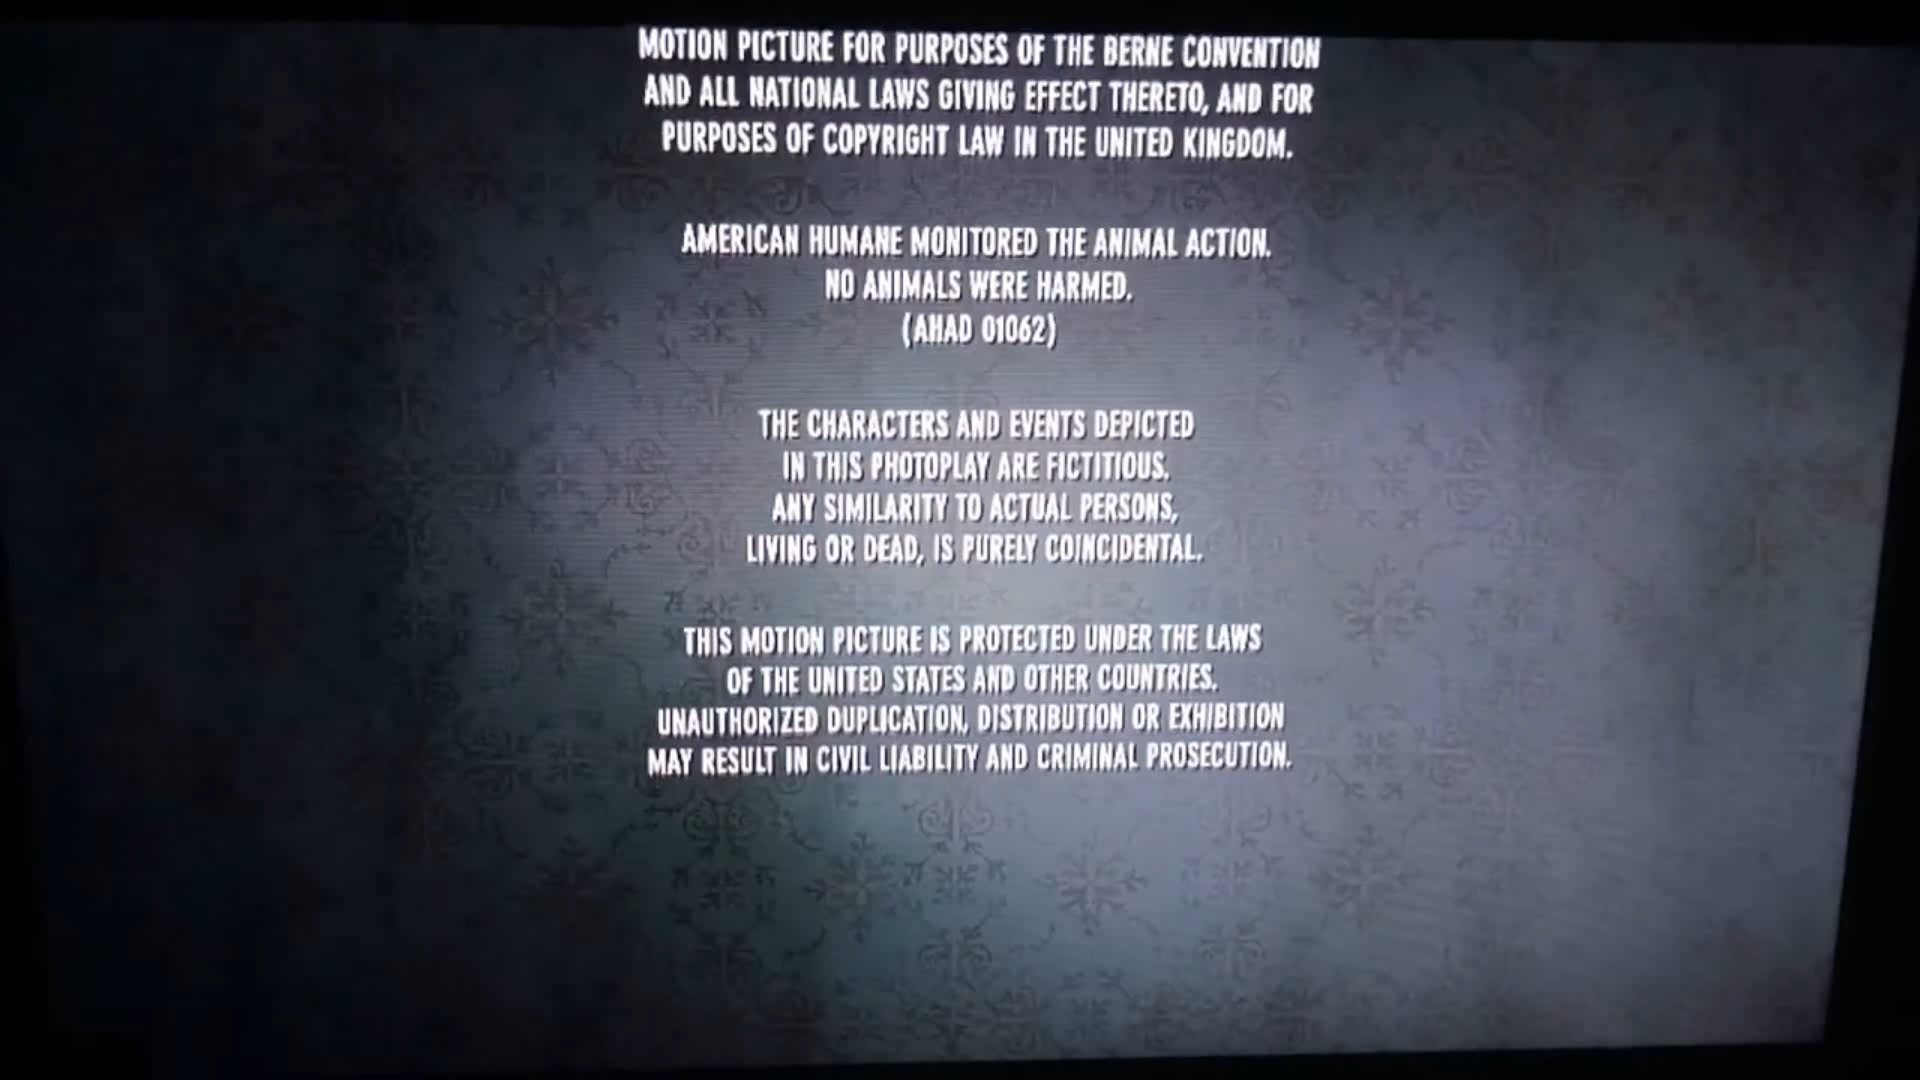 MOTION PICTURE FOR PURPOSES OF THE BERNE CONVENTION
AND ALL NATIONAL LAWS GIVING EFFECT THERETO, AND FOR
PURPOSES OF COPYRIGHT LAW IN THE UNITED KINGDOM.
AMERICAN HUMANE MONITORED THE ANIMAL ACTION.
NO ANIMALS WERE HARMED.
(AHAD 01062)
THE CHARACTERS AND EVENTS DEPICTED
IN THIS PHOTOPLAY ARE FICTITIOUS.
ANY SIMILARITY TO ACTUAL PERSONS,
LIVING OR DEAD, IS PURELY COINCIDENTAL.
THIS MOTION PICTURE IS PROTECTED UNDER THE LAWS
OF THE UNITED STATES AND OTHER COUNTRIES.
UNAUTHORIZED DUPLICATION, DISTRIBUTION OR EXHIBITION
MAY RESULT IN CIVIL LIABILITY AND CRIMINAL PROSECUTION.